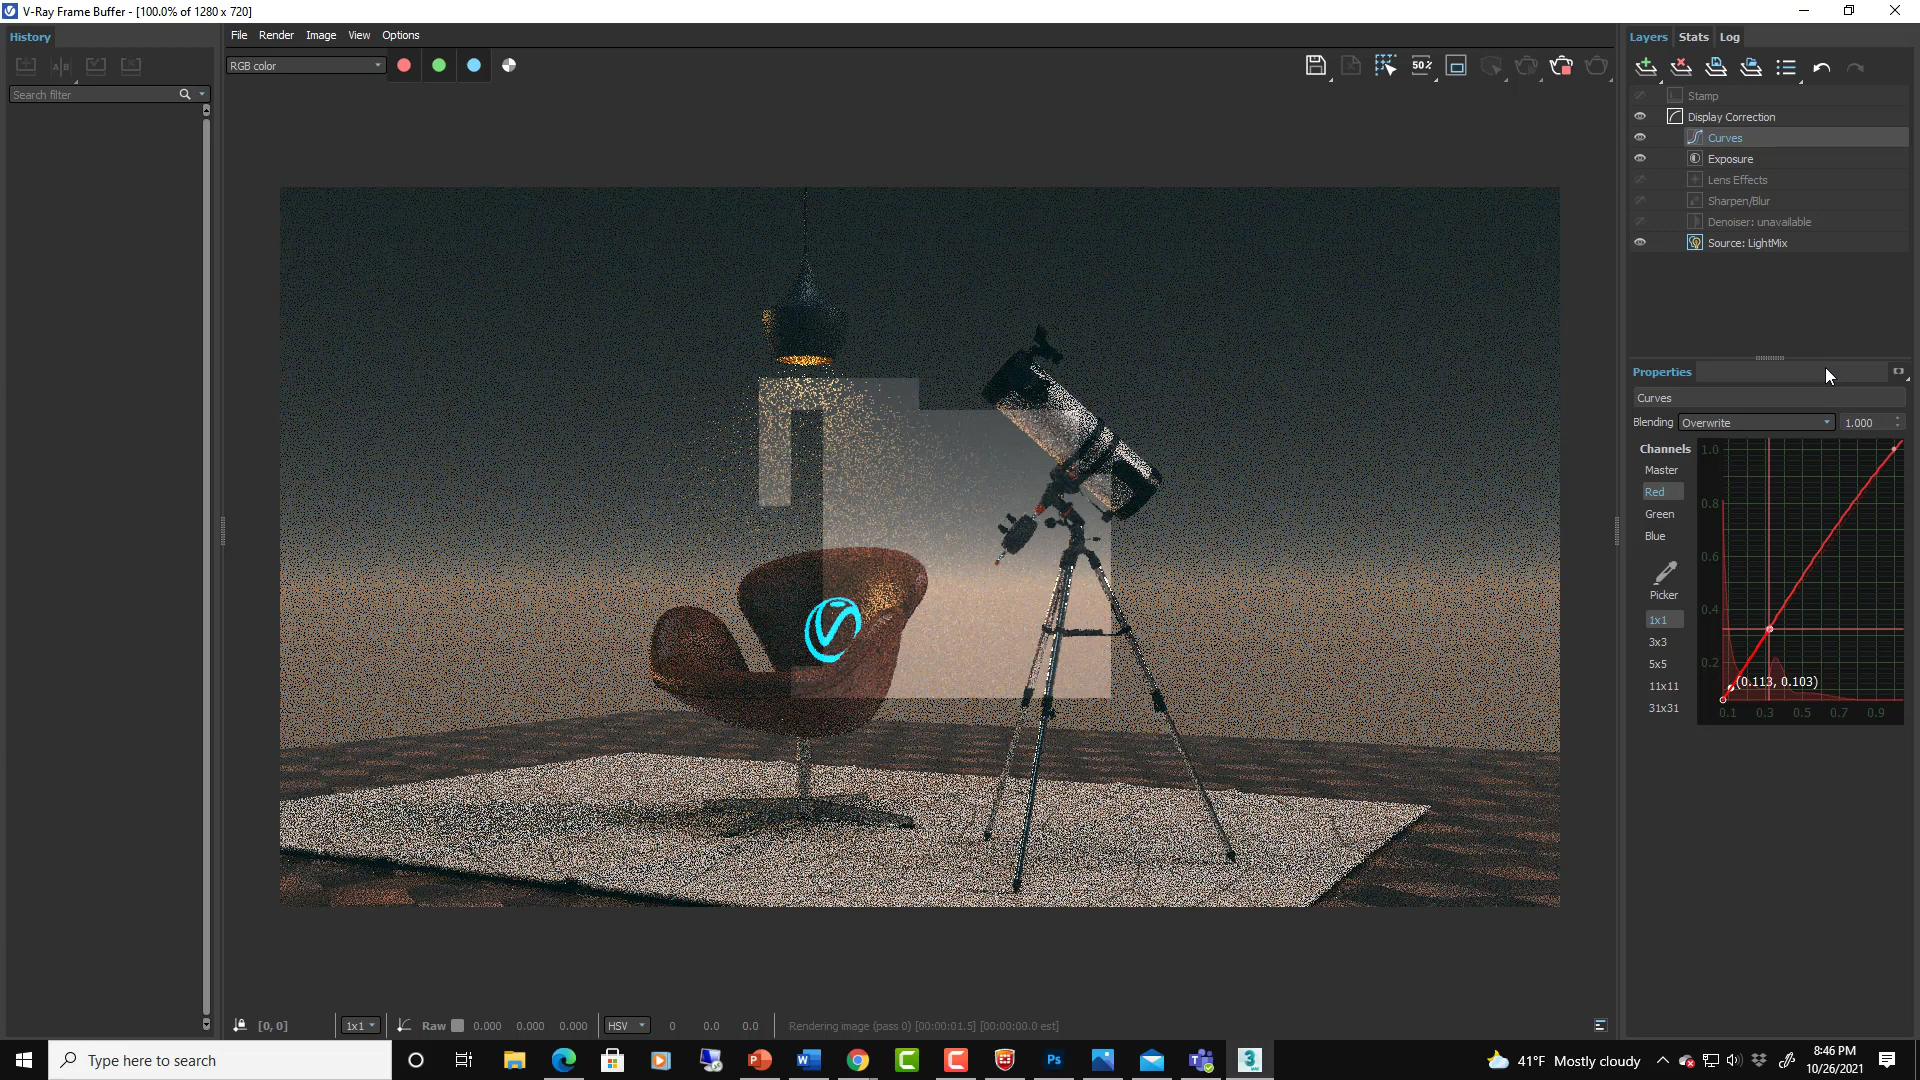 V-Ray Frame Buffer - [100.0% of 1280 x 720]
History
File Render Image View Options
Layers Stats Log
RGB color
50%
Search filter
Stamp
Display Correction
Curves
Exposure
Lens Effects
Sharpen/Blur
Denoiser: unavailable
Source: LightMix
Properties
Curves
Blending Overwrite 1.000
Channels
Master
Red
Green
Blue
Picker
1x1
3x3
5x5
11x11
31x31
1.0
0.8
0.6
0.4
0.2
(0.113, 0.103)
0.1 0.3 0.5 0.7 0.9
[0, 0] 1x1 Raw 0.000 0.000 0.000 HSV 0 0.0 0.0 Rendering image (pass 0) [00:00:01.5] [00:00:00.0 est]
Type here to search
41°F Mostly cloudy
8:46 PM
10/26/2021